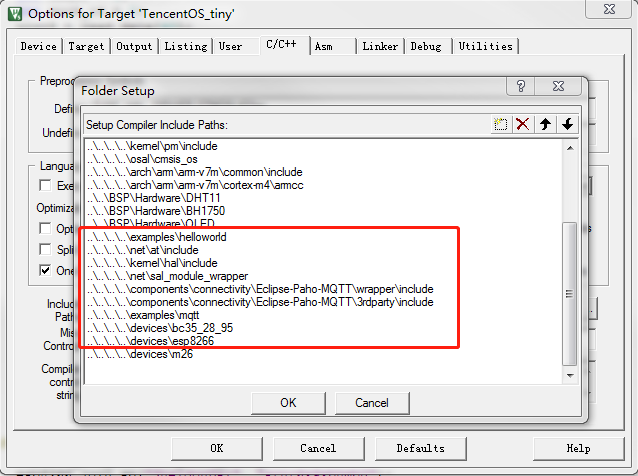 Options for Target 'TencentOS_tiny'
Device Target Output Listing User C/C++ Asm Linker Debug Utilities
Folder Setup
Setup Compiler Include Paths:
..\..\..\..\kernel\pm\include
..\..\..\..\osal\cmsis_os
..\..\..\..\arch\arm\arm-v7m\common\include
..\..\..\..\arch\arm\arm-v7m\cortex-m4\armcc
..\..\BSP\Hardware\DHT11
..\..\BSP\Hardware\BH1750
..\..\BSP\Hardware\OLED
..\..\..\..\examples\helloworld
..\..\..\..\net\at\include
..\..\..\..\kernel\hal\include
..\..\..\..\net\sal_module_wrapper
..\..\..\..\components\connectivity\Eclipse-Paho-MQTT\wrapper\include
..\..\..\..\components\connectivity\Eclipse-Paho-MQTT\3rdparty\include
..\..\..\..\examples\mqtt
..\..\..\..\devices\bc35_28_95
..\..\..\..\devices\esp8266
..\..\..\..\devices\m26
OK Cancel
Prepro
Defi
Undefi
Langua
Exe
Optimiza
Opt
Spli
One
Includ
Path
Mis
Contro
Compil
contr
strin
OK Cancel Defaults Help